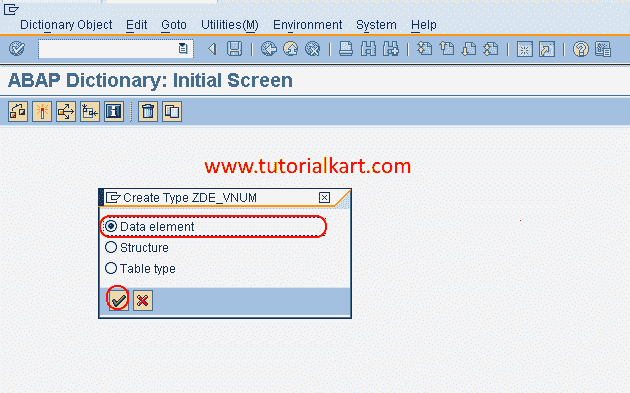 Dictionary Object Edit Goto Utilities(M) Environment System Help
ABAP Dictionary: Initial Screen
www.tutorialkart.com
Create Type ZDE_VNUM
Data element
Structure
Table type